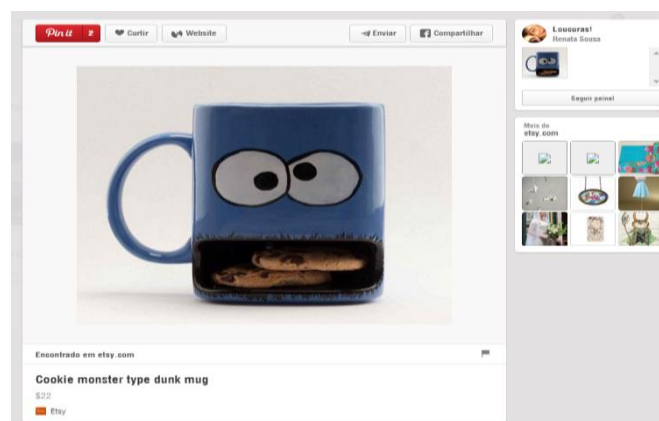 Pin it 2 Curtir Website Enviar Compartilhar
Encontrado em etsy.com
Cookie monster type dunk mug
$22
Etsy
Loucuras!
Renata Sousa
Seguir painel
Mais de
etsy.com